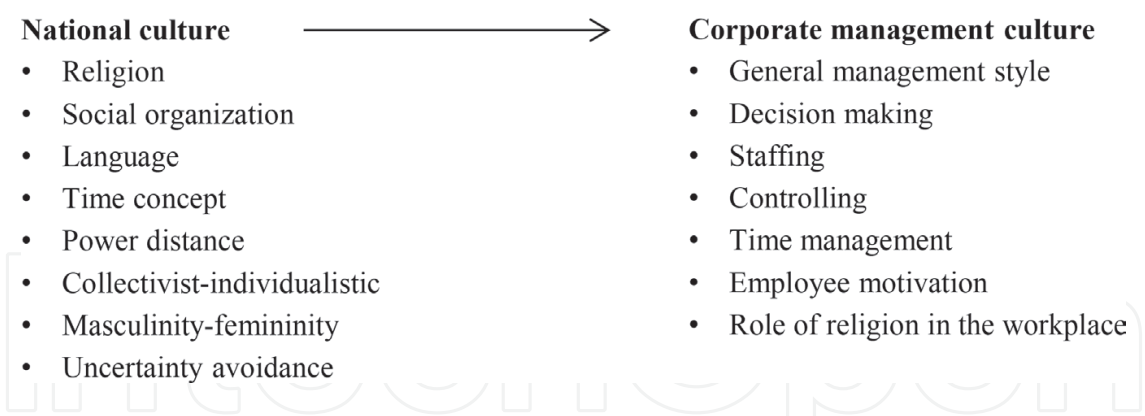 National culture
• Religion
• Social organization
• Language
• Time concept
• Power distance
• Collectivist-individualistic
• Masculinity-femininity
• Uncertainty avoidance
Corporate management culture
• General management style
• Decision making
• Staffing
• Controlling
• Time management
• Employee motivation
• Role of religion in the workplace